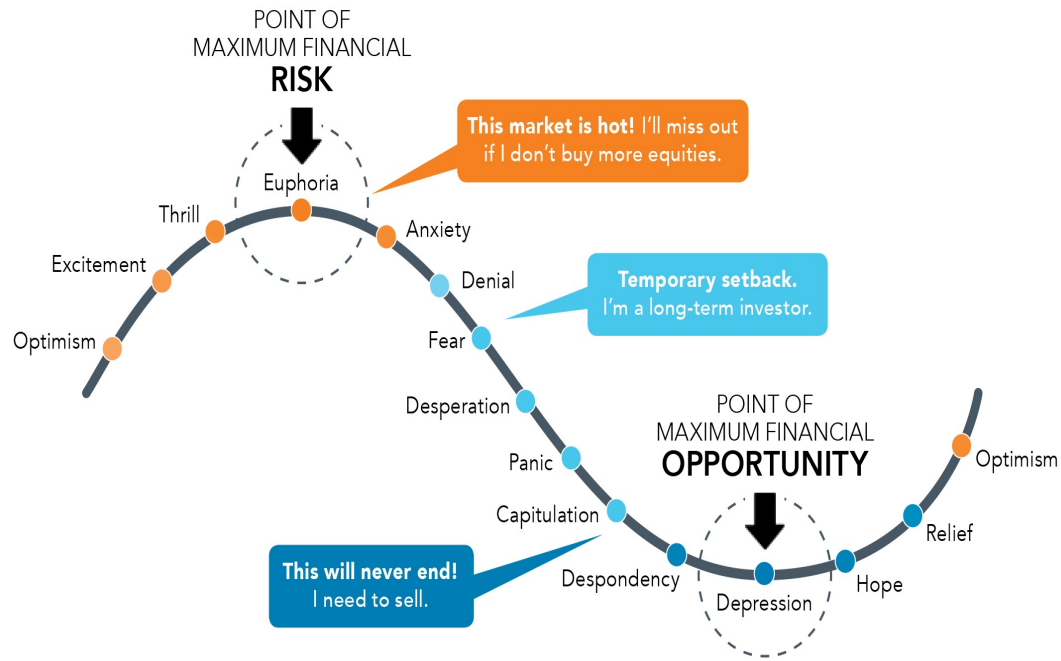 POINT OF
MAXIMUM FINANCIAL
RISK
This market is hot! I'll miss out
if I don't buy more equities.
Euphoria
Thrill
Anxiety
Excitement
Denial
Temporary setback.
I'm a long-term investor.
Optimism
Fear
Desperation
POINT OF
MAXIMUM FINANCIAL
OPPORTUNITY
Panic
Optimism
Capitulation
Relief
This will never end!
I need to sell.
Despondency
Depression
Hope